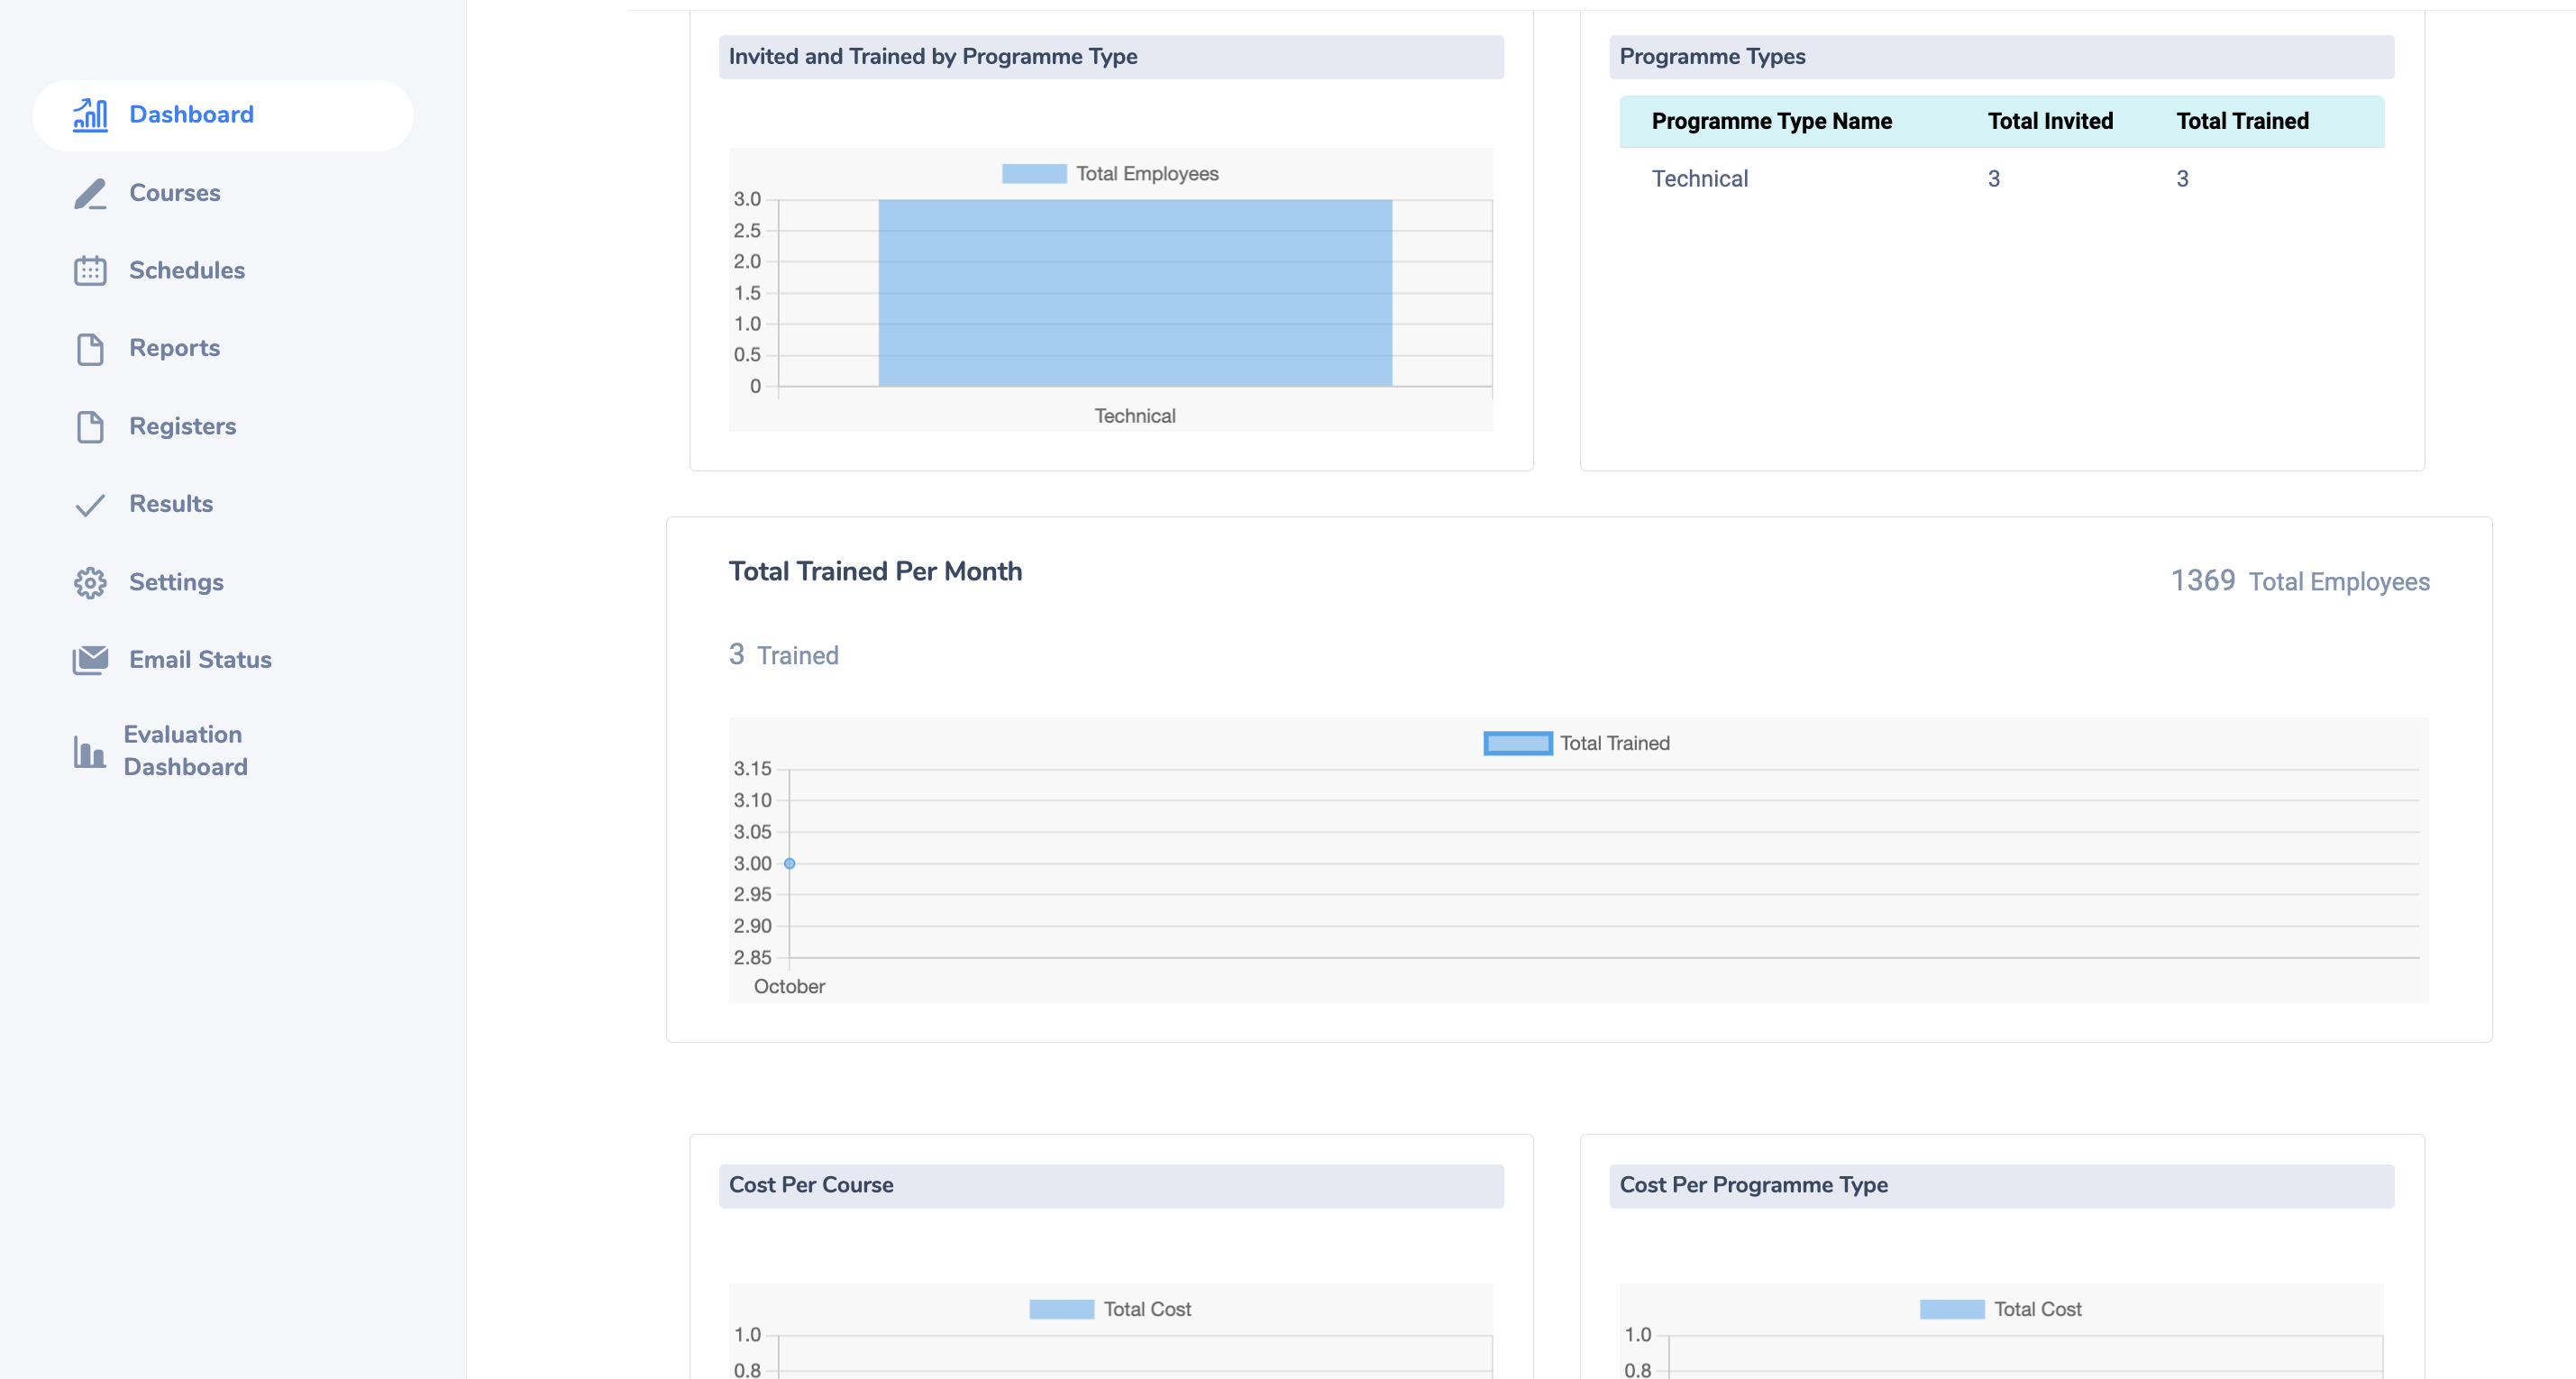 Dashboard
Courses
Schedules
Reports
Registers
Results
Settings
Email Status
Evaluation
Dashboard
Invited and Trained by Programme Type
Total Employees
3.0
2.5
2.0
1.5
1.0
0.5
0
Technical
Programme Types
Programme Type Name Total Invited Total Trained
Technical 3 3
Total Trained Per Month
1369 Total Employees
3 Trained
Total Trained
3.15
3.10
3.05
3.00
2.95
2.90
2.85
October
Cost Per Course
Total Cost
1.0
0.8
Cost Per Programme Type
Total Cost
1.0
0.8